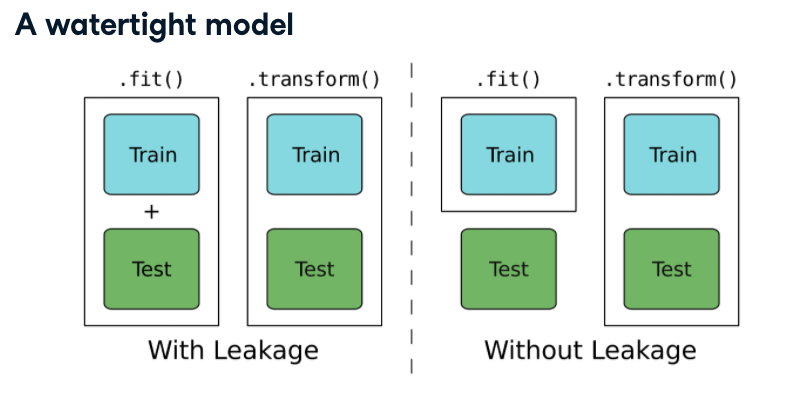 A watertight model
.fit()
.transform()
Train
Train
+
Test
Test
With Leakage
.fit()
.transform()
Train
Train
Test
Test
Without Leakage